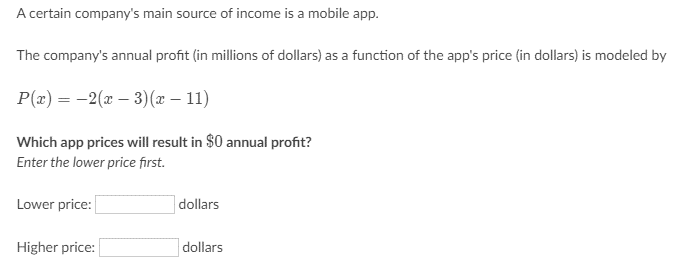 A certain company's main source of income is a mobile app.
The company's annual profit (in millions of dollars) as a function of the app's price (in dollars) is modeled by
P(x) = −2(x − 3)(x − 11)
Which app prices will result in $0 annual profit?
Enter the lower price first.
Lower price: dollars
Higher price: dollars